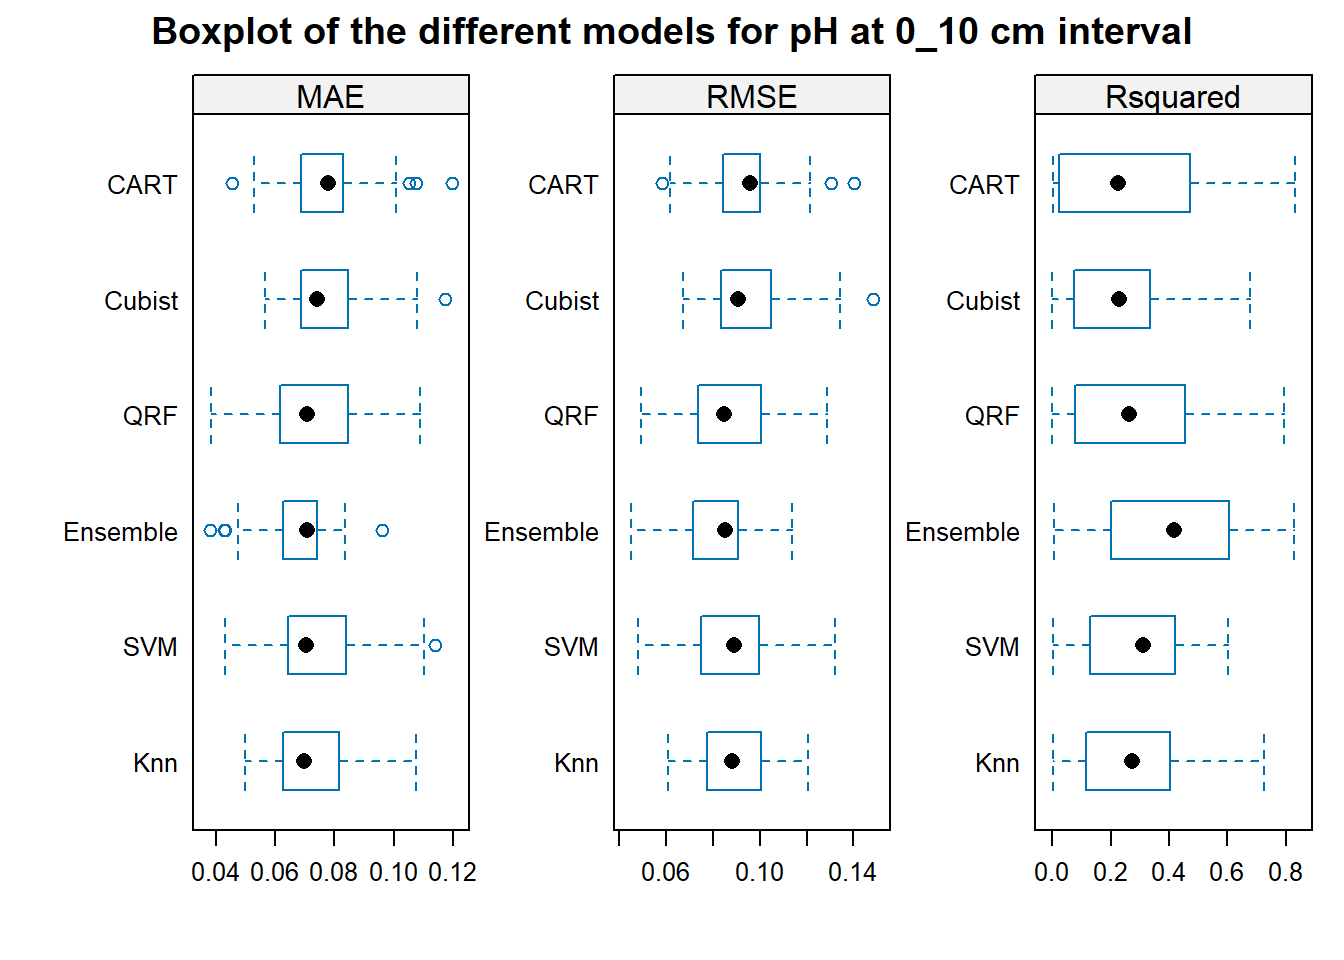 Boxplot of the different models for pH at 0_10 cm interval
MAE
CART
Cubist
QRF
Ensemble
SVM
Knn
0.04 0.06 0.08 0.10 0.12
RMSE
CART
Cubist
QRF
Ensemble
SVM
Knn
0.06 0.10 0.14
Rsquared
CART
Cubist
QRF
Ensemble
SVM
Knn
0.0 0.2 0.4 0.6 0.8